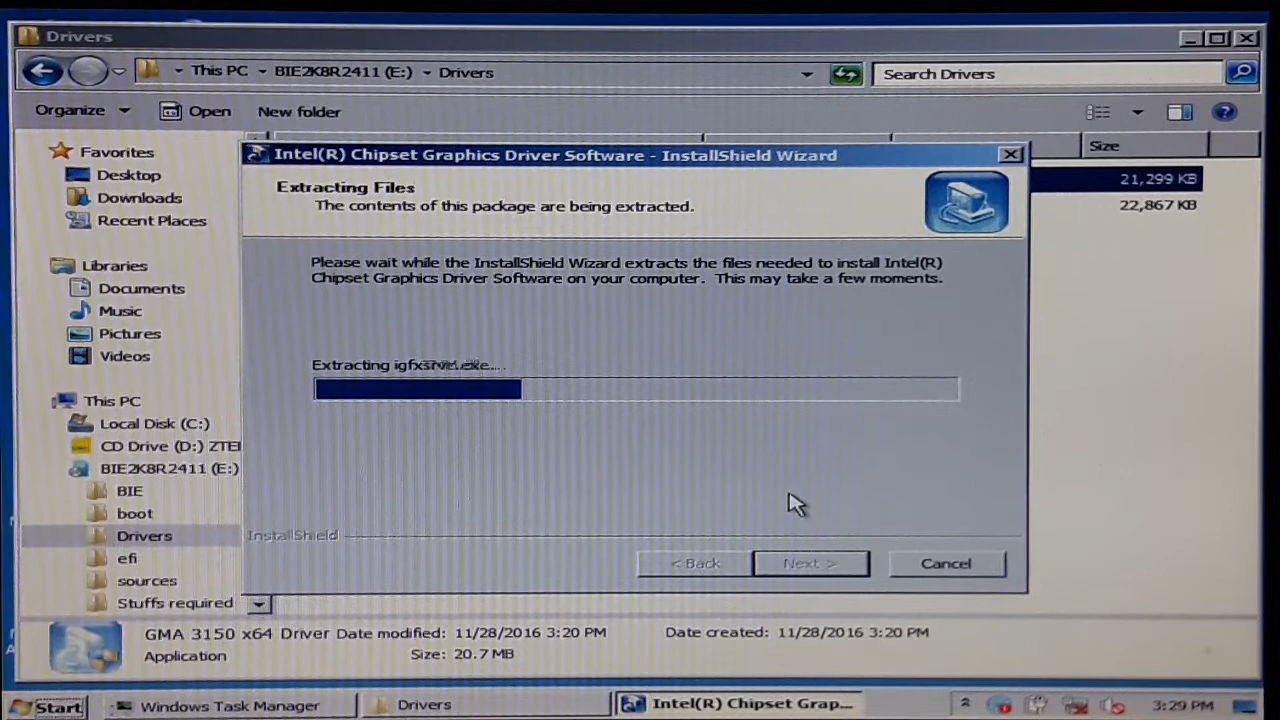 Drivers
This PC
BIE2K8R2411 (E:)
Drivers
Search Drivers
Organize
Open
New folder
Size
Favorites
Desktop
Downloads
Recent Places
Libraries
Documents
Music
Pictures
Videos
This PC
Local Disk (C:)
CD Drive (D:)
BIE2K8R2411 (E:)
BIE
boot
Drivers
efi
sources
Stuffs required
21,299 KB
22,867 KB
Intel(R) Chipset Graphics Driver Software - InstallShield Wizard
Extracting Files
The contents of this package are being extracted.
Please wait while the InstallShield Wizard extracts the files needed to install Intel(R)
Chipset Graphics Driver Software on your computer. This may take a few moments.
Extracting
InstallShield
< Back
Next >
Cancel
GMA 3150 x64 Driver Date modified: 11/28/2016 3:20 PM
Date created: 11/28/2016 3:20 PM
Application
Size: 20.7 MB
Start
Windows Task Manager
Drivers
Intel(R) Chipset Grap...
3:29 PM